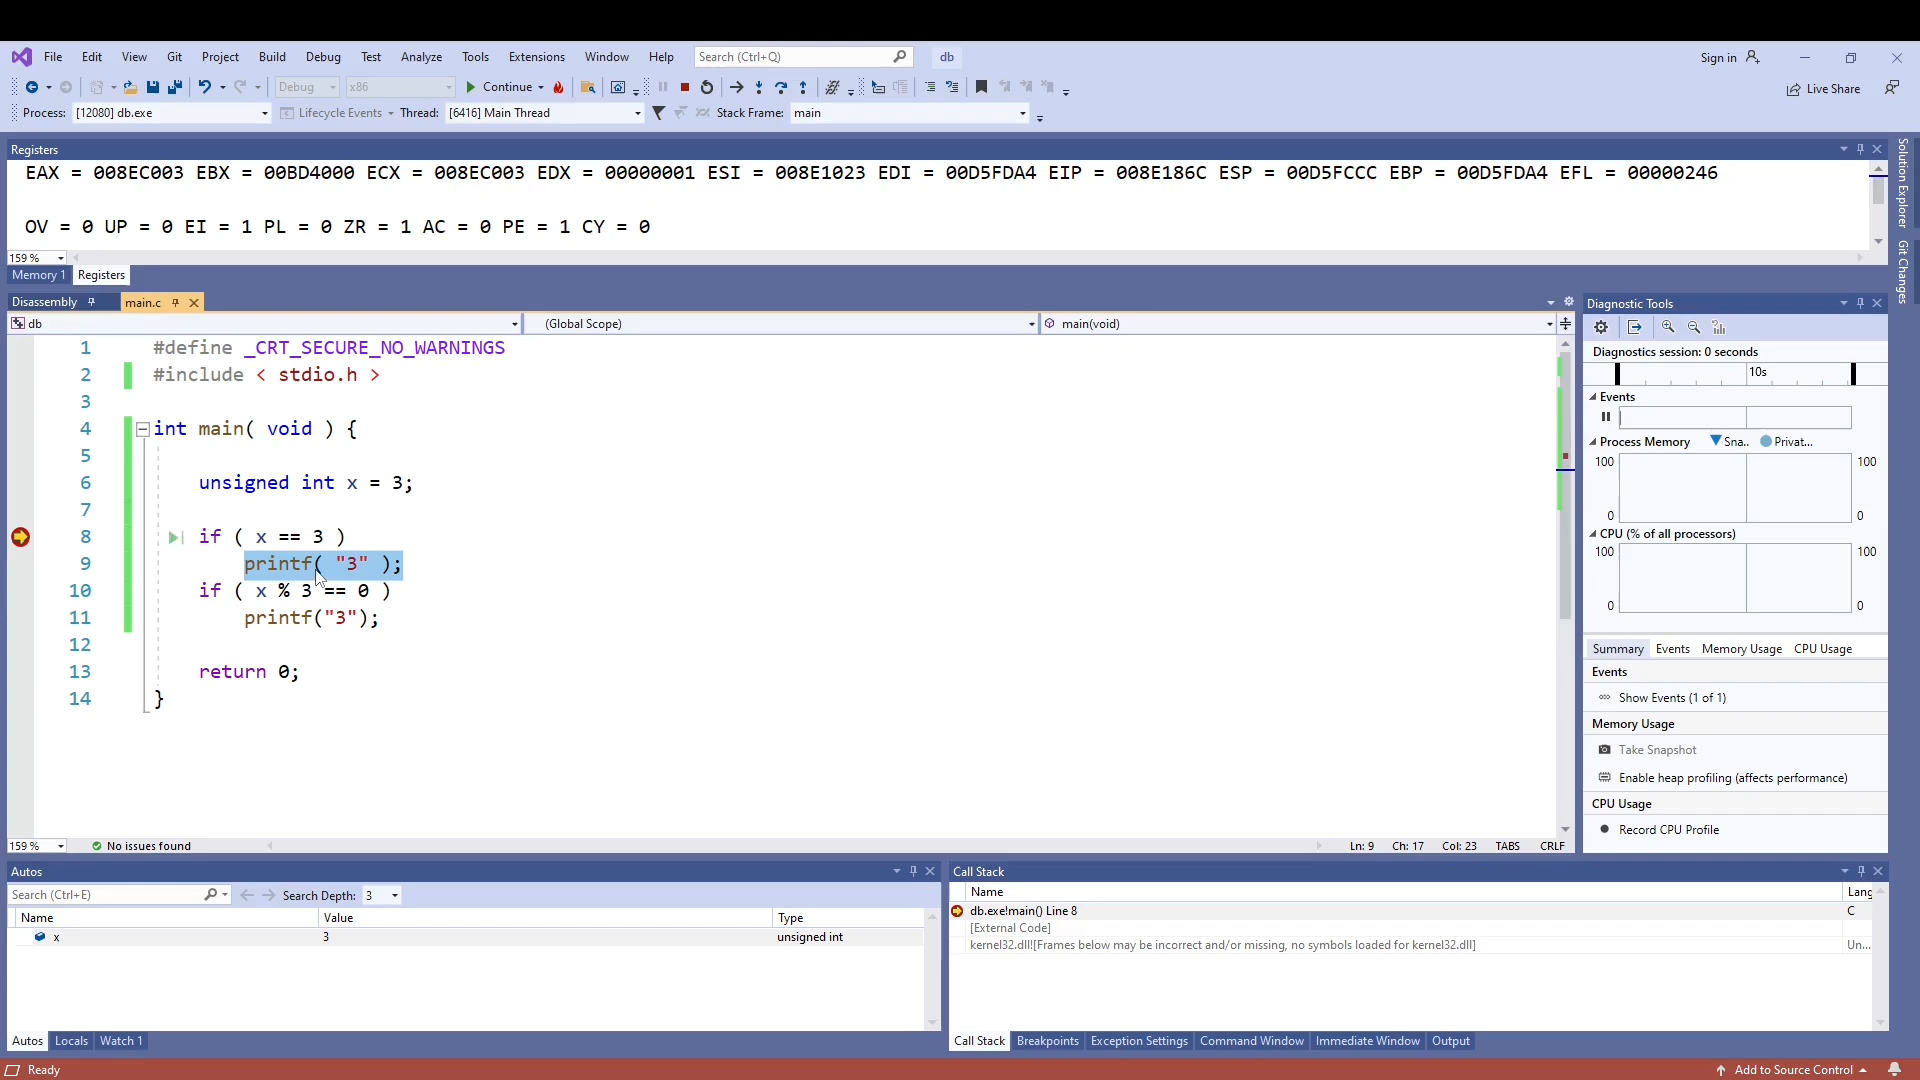 File Edit View Git Project Build Debug Test Analyze Tools Extensions Window Help Search (Ctrl+Q) db Sign in
Debug x86 Continue Live Share
Process: [12080] db.exe Lifecycle Events Thread: [6416] Main Thread Stack Frame: main
Registers
EAX = 008EC003 EBX = 00BD4000 ECX = 008EC003 EDX = 00000001 ESI = 008E1023 EDI = 00D5FDA4 EIP = 008E186C ESP = 00D5FCCC EBP = 00D5FDA4 EFL = 00000246
OV = 0 UP = 0 EI = 1 PL = 0 ZR = 1 AC = 0 PE = 1 CY = 0
159 %
Memory 1 Registers
Solution Explorer
Git Changes
Disassembly main.c
db (Global Scope) main(void)
1 #define _CRT_SECURE_NO_WARNINGS
2 #include < stdio.h >
3
4 int main( void ) {
5
6 unsigned int x = 3;
7
8 if ( x == 3 )
9 printf( "3" );
10 if ( x % 3 == 0 )
11 printf("3");
12
13 return 0;
14 }
159 % No issues found Ln: 9 Ch: 17 Col: 23 TABS CRLF
Diagnostic Tools
Diagnostics session: 0 seconds
10s
Events
Process Memory Sna.. Privat...
100 100
0 0
CPU (% of all processors)
100 100
0 0
Summary Events Memory Usage CPU Usage
Events
Show Events (1 of 1)
Memory Usage
Take Snapshot
Enable heap profiling (affects performance)
CPU Usage
Record CPU Profile
Autos
Search (Ctrl+E) Search Depth: 3
Name Value Type
x 3 unsigned int
Autos Locals Watch 1
Call Stack
Name Lang
db.exe!main() Line 8 C
[External Code]
kernel32.dll![Frames below may be incorrect and/or missing, no symbols loaded for kernel32.dll] Un...
Call Stack Breakpoints Exception Settings Command Window Immediate Window Output
Ready Add to Source Control